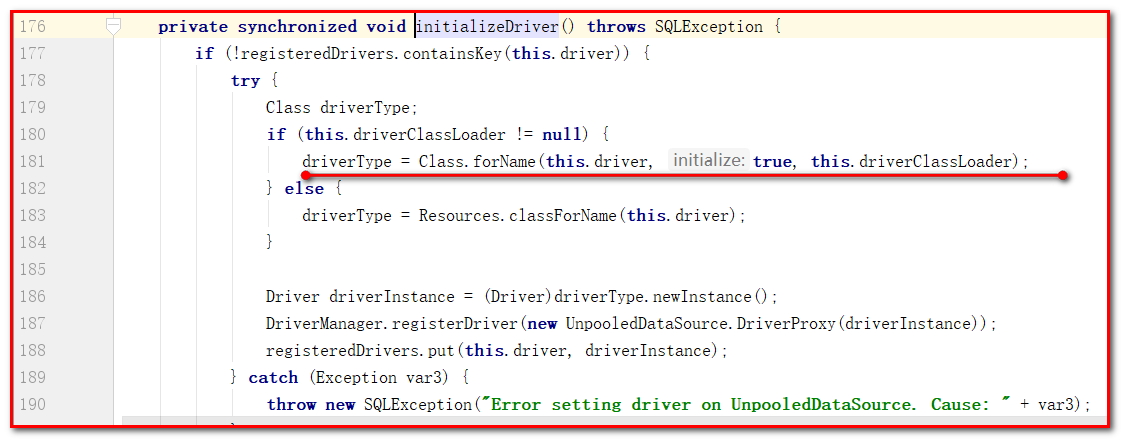 176 private synchronized void initializeDriver() throws SQLException {
177 if (!registeredDrivers.containsKey(this.driver)) {
178 try {
179 Class driverType;
180 if (this.driverClassLoader != null) {
181 driverType = Class.forName(this.driver, initialize: true, this.driverClassLoader);
182 } else {
183 driverType = Resources.classForName(this.driver);
184 }
185
186 Driver driverInstance = (Driver)driverType.newInstance();
187 DriverManager.registerDriver(new UnpooledDataSource.DriverProxy(driverInstance));
188 registeredDrivers.put(this.driver, driverInstance);
189 } catch (Exception var3) {
190 throw new SQLException("Error setting driver on UnpooledDataSource. Cause: " + var3);